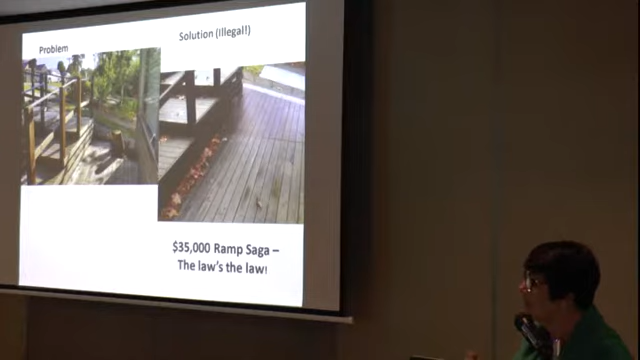 Problem
Solution (Illegal!)
$35,000 Ramp Saga –
The law's the law!